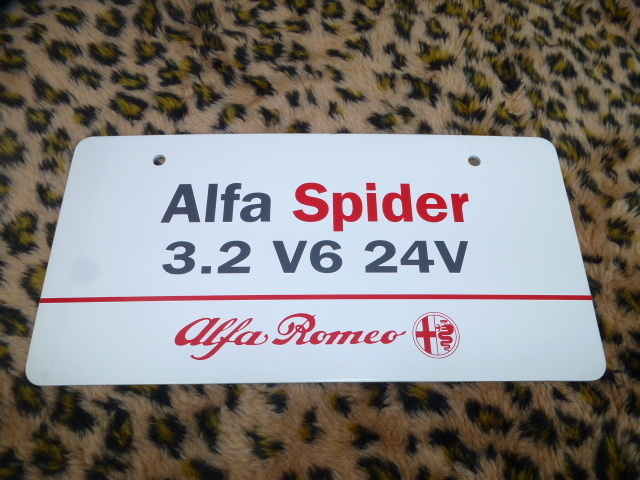 Alfa Spider
3.2 V6 24V
Alfa Romeo